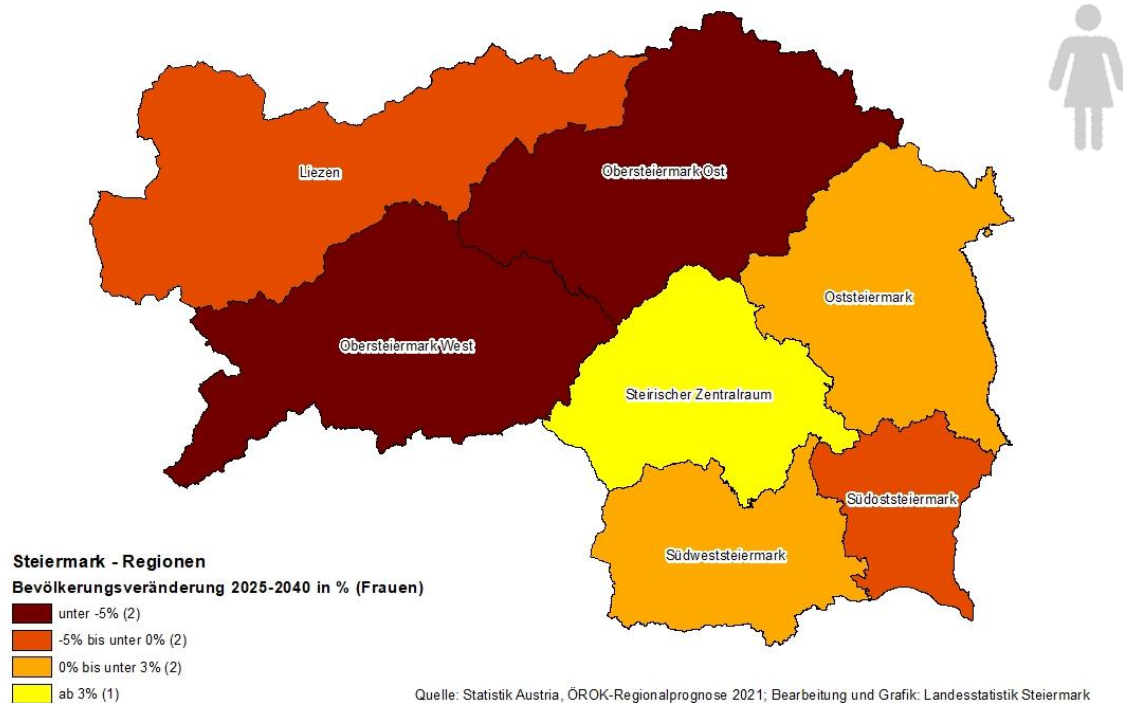 Liezen
Obersteiermark Ost
Oststeiermark
Obersteiermark West
Steirischer Zentralraum
Südoststeiermark
Südweststeiermark
Steiermark - Regionen
Bevölkerungsveränderung 2025-2040 in % (Frauen)
unter -5% (2)
-5% bis unter 0% (2)
0% bis unter 3% (2)
ab 3% (1)
Quelle: Statistik Austria, ÖROK-Regionalprognose 2021; Bearbeitung und Grafik: Landesstatistik Steiermark